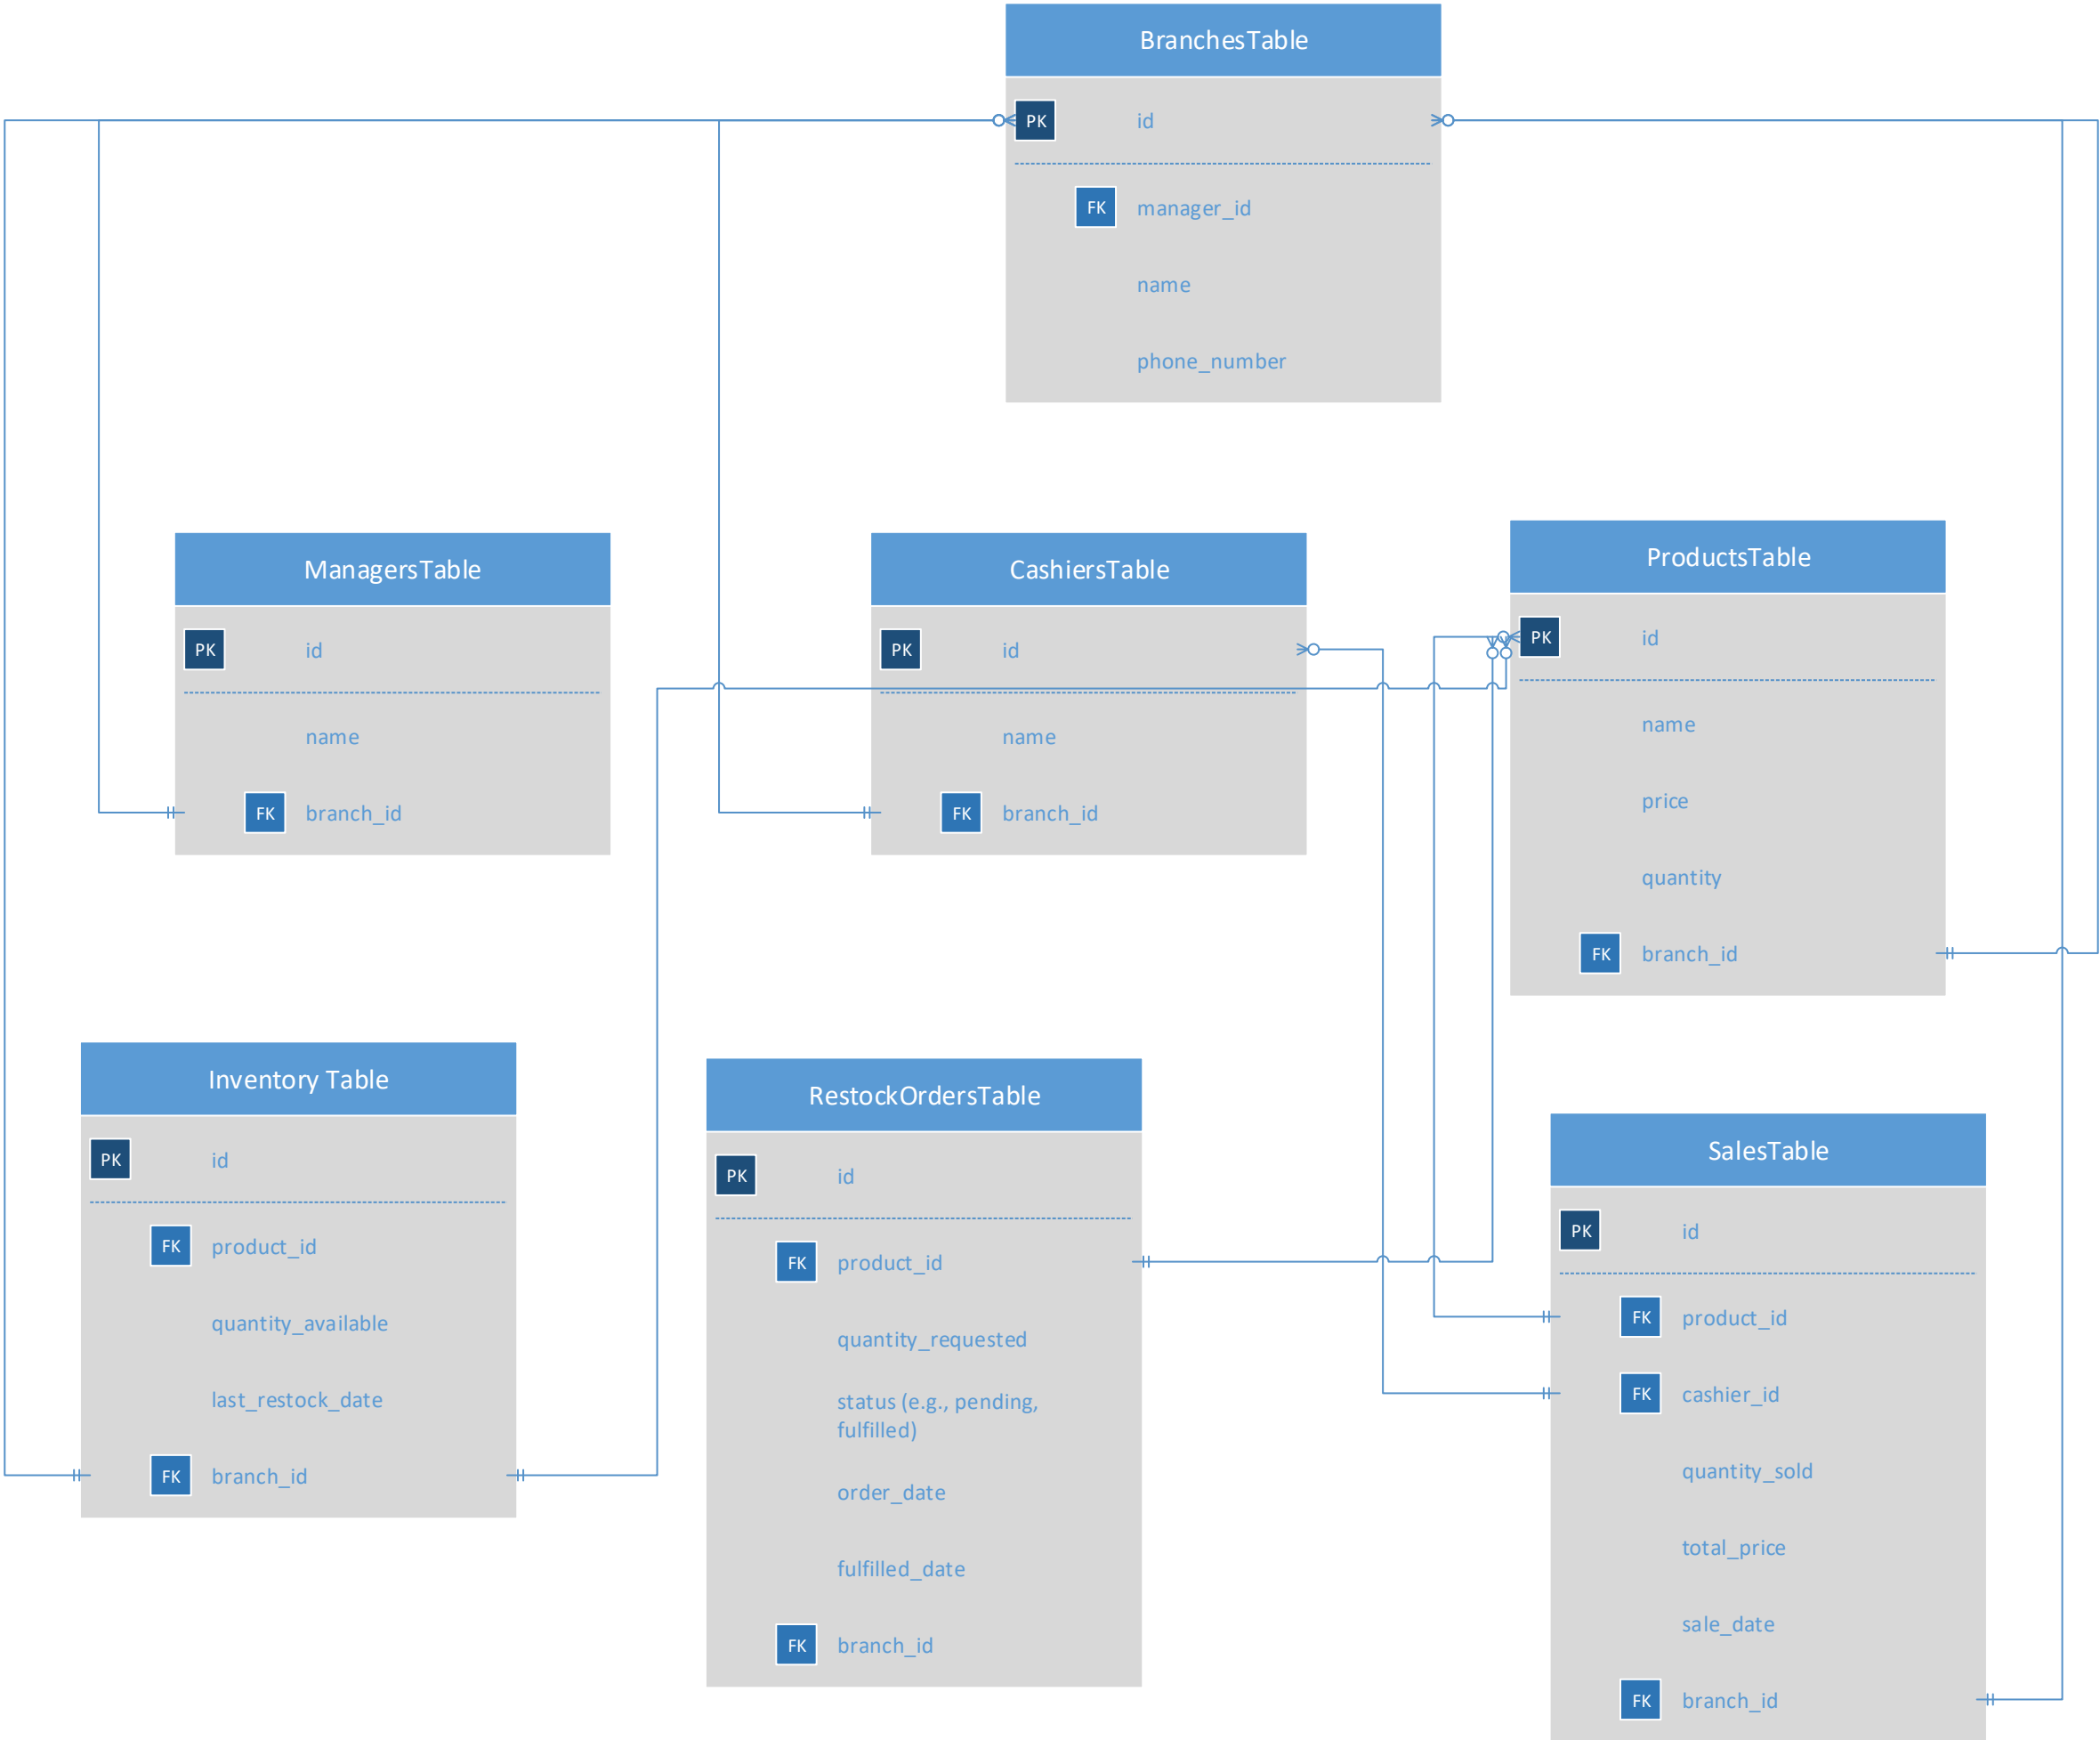 BranchesTable
PK id
FK manager_id
name
phone_number
ManagersTable
PK id
name
FK branch_id
CashiersTable
PK id
name
FK branch_id
ProductsTable
PK id
name
price
quantity
FK branch_id
Inventory Table
PK id
FK product_id
quantity_available
last_restock_date
FK branch_id
RestockOrdersTable
PK id
FK product_id
quantity_requested
status (e.g., pending,
fulfilled)
order_date
fulfilled_date
FK branch_id
SalesTable
PK id
FK product_id
FK cashier_id
quantity_sold
total_price
sale_date
FK branch_id